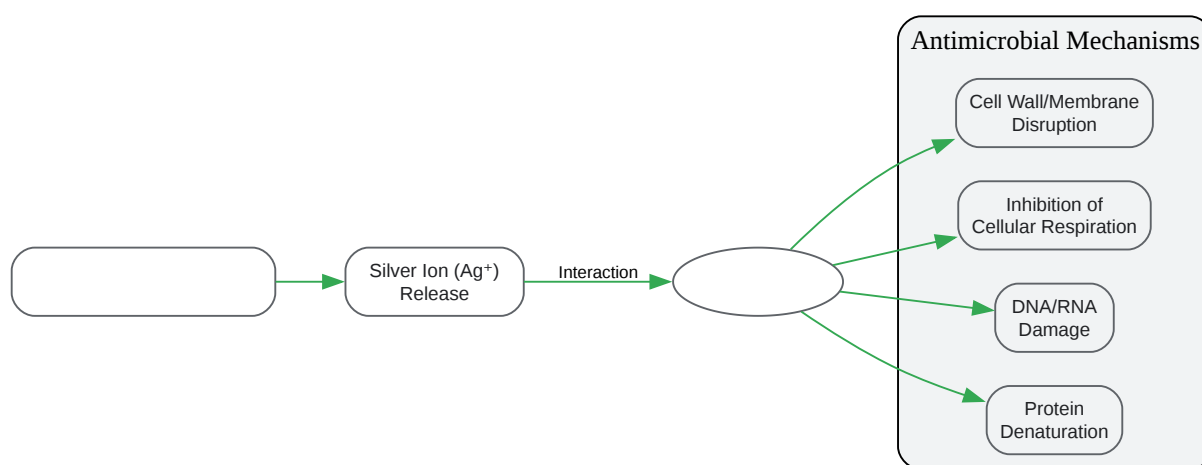 Antimicrobial Mechanisms
Cell Wall/Membrane
Disruption
Inhibition of
Cellular Respiration
Silver Ion (Ag⁺)
Release
Interaction
DNA/RNA
Damage
Protein
Denaturation